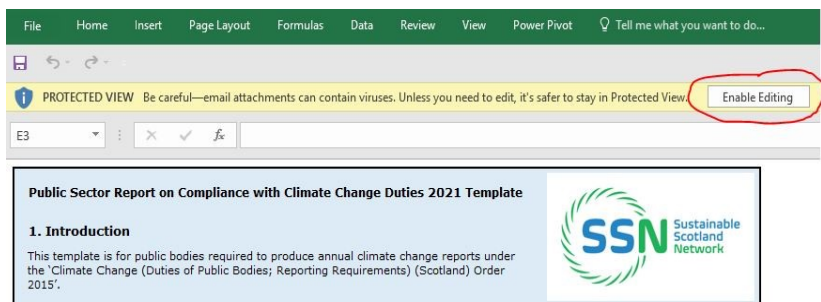 File Home Insert Page Layout Formulas Data Review View Power Pivot Tell me what you want to do...
PROTECTED VIEW Be careful—email attachments can contain viruses. Unless you need to edit, it's safer to stay in Protected View. Enable Editing
E3 fx
Public Sector Report on Compliance with Climate Change Duties 2021 Template
1. Introduction
This template is for public bodies required to produce annual climate change reports under
the 'Climate Change (Duties of Public Bodies; Reporting Requirements) (Scotland) Order
2015'.
SSN
Sustainable
Scotland
Network